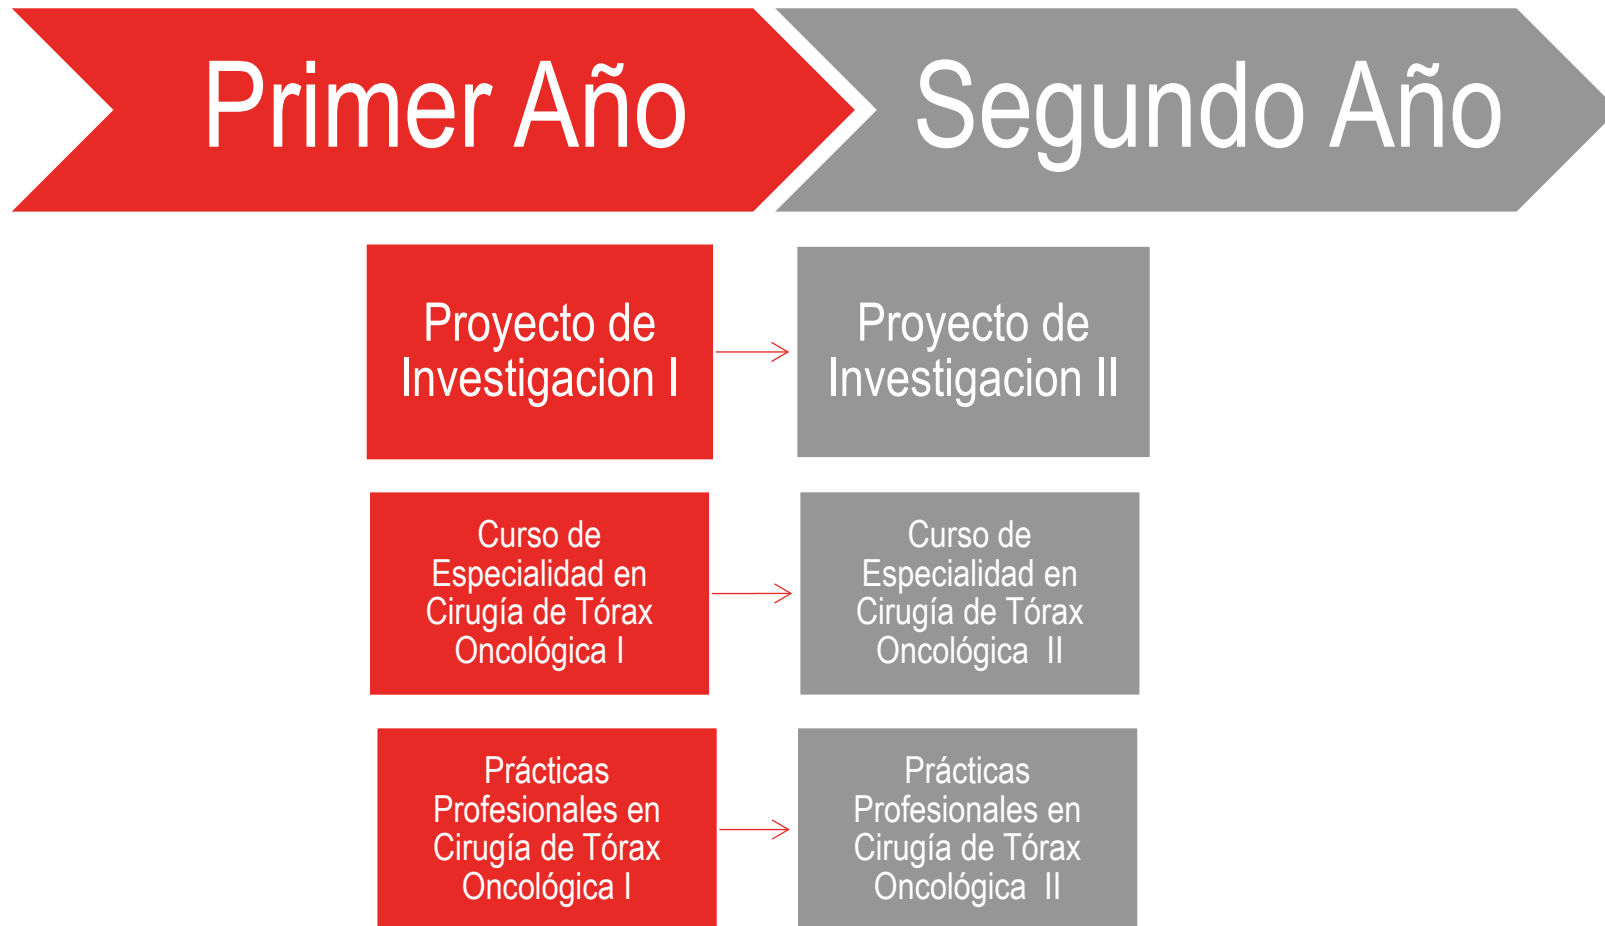 Primer Año
Segundo Año
Proyecto de
Investigacion I
Proyecto de
Investigacion II
Curso de
Especialidad en
Cirugía de Tórax
Oncológica I
Curso de
Especialidad en
Cirugía de Tórax
Oncológica  II
Prácticas
Profesionales en
Cirugía de Tórax
Oncológica I
Prácticas
Profesionales en
Cirugía de Tórax
Oncológica  II